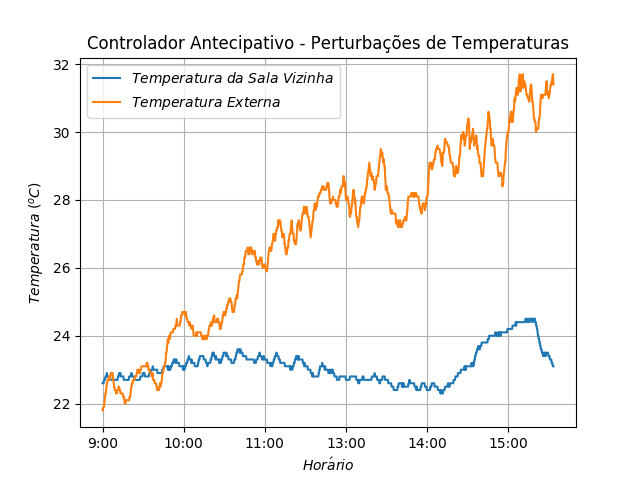 Controlador Antecipativo - Perturbações de Temperaturas
Temperatura da Sala Vizinha
Temperatura Externa
Temperatura (ºC)
32
30
28
26
24
22
9:00 10:00 11:00 13:00 14:00 15:00
Horário